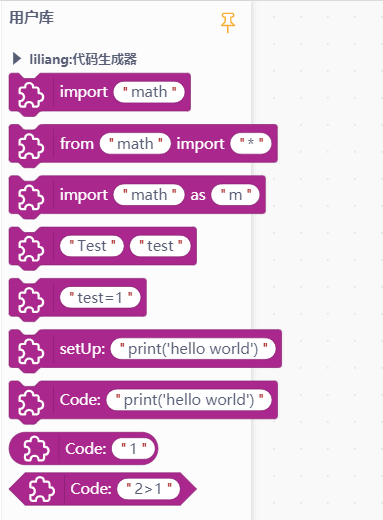 用户库
liliang:代码生成器
import "math"
from "math" import "*"
import "math" as "m"
"Test" "test"
"test=1"
setUp: "print('hello world')"
Code: "print('hello world')"
Code: "1"
Code: "2>1"